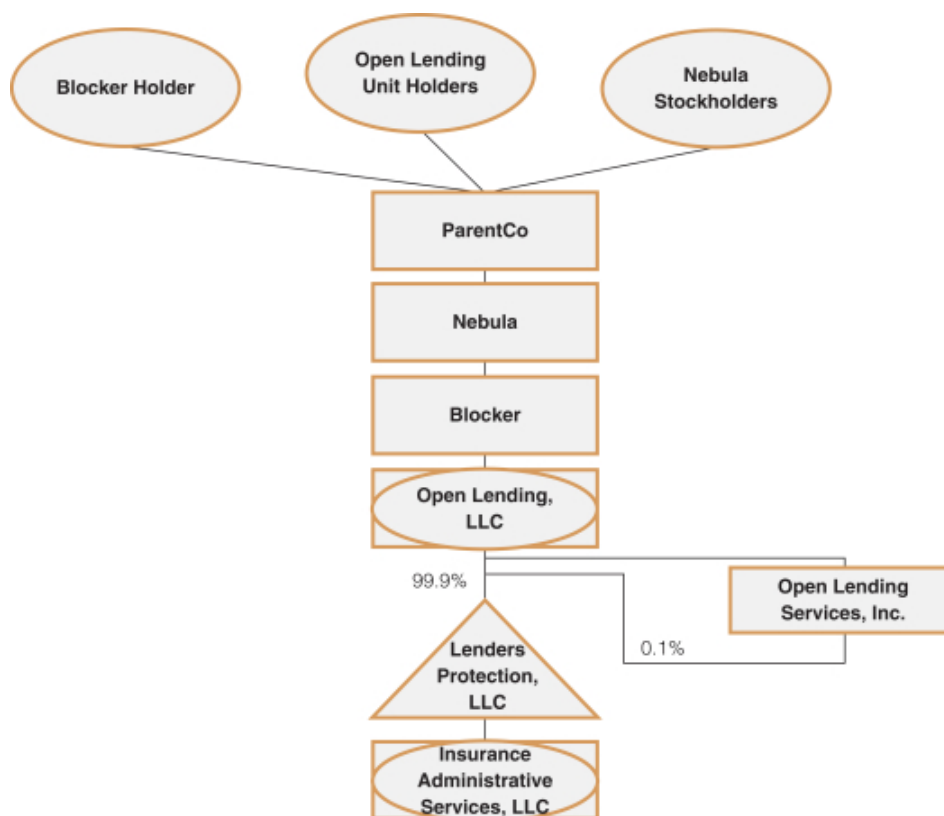 Blocker Holder
Open Lending
Unit Holders
Nebula
Stockholders
ParentCo
Nebula
Blocker
Open Lending,
LLC
99.9%
Open Lending
Services, Inc.
0.1%
Lenders
Protection,
LLC
Insurance
Administrative
Services, LLC